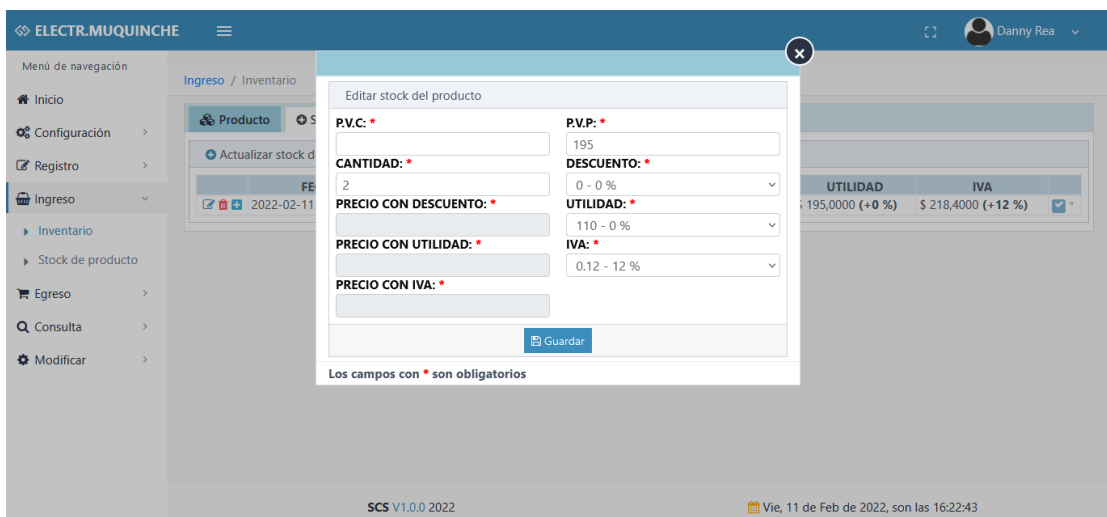 ELECTR.MUQUINCHE
Danny Rea
Menú de navegación
Inicio
Configuración
Registro
Ingreso
Inventario
Stock de producto
Egreso
Consulta
Modificar
Ingreso / Inventario
Producto
Actualizar stock d
UTILIDAD IVA
2022-02-11 195,0000 (+0 %) $ 218,4000 (+12 %)
Editar stock del producto
P.V.C: * P.V.P: *
195
CANTIDAD: * DESCUENTO: *
2 0 - 0 %
PRECIO CON DESCUENTO: * UTILIDAD: *
110 - 0 %
PRECIO CON UTILIDAD: * IVA: *
0.12 - 12 %
PRECIO CON IVA: *
Guardar
Los campos con * son obligatorios
SCS V1.0.0 2022 Vie, 11 de Feb de 2022, son las 16:22:43